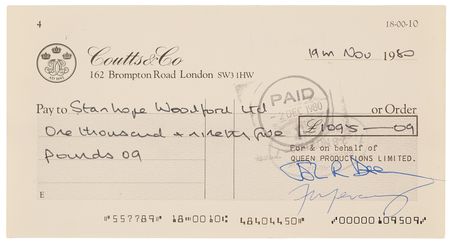 4 18-00-10
Coutts & Co
162 Brompton Road London SW3 1HW
19TH Nov 1980
PAID
-2 DEC 1980
Pay to Stanhope Woodford Ltd or Order
One thousand + ninety five £1095 — 09
Pounds 09
For & on behalf of
QUEEN PRODUCTIONS LIMITED.
E
"557789" 18"0010: 48404450" "00000109509"